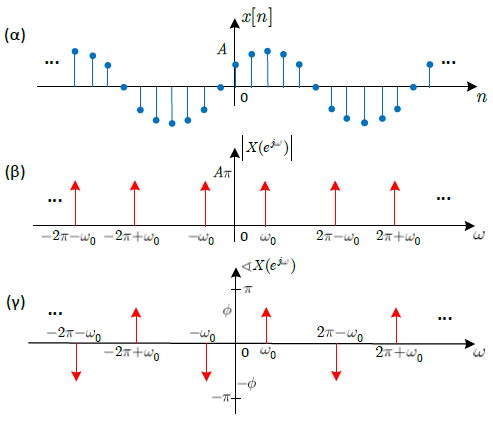 (α)
x[n]
...
A
...
0
n
(β)
|X(e^{jω})|
Aπ
...
...
−2π−ω₀
−2π+ω₀
−ω₀
0
ω₀
2π−ω₀
2π+ω₀
ω
(γ)
∢X(e^{jω})
π
...
ϕ
...
−2π−ω₀
−ω₀
2π−ω₀
−2π+ω₀
0
ω₀
2π+ω₀
ω
−ϕ
−π